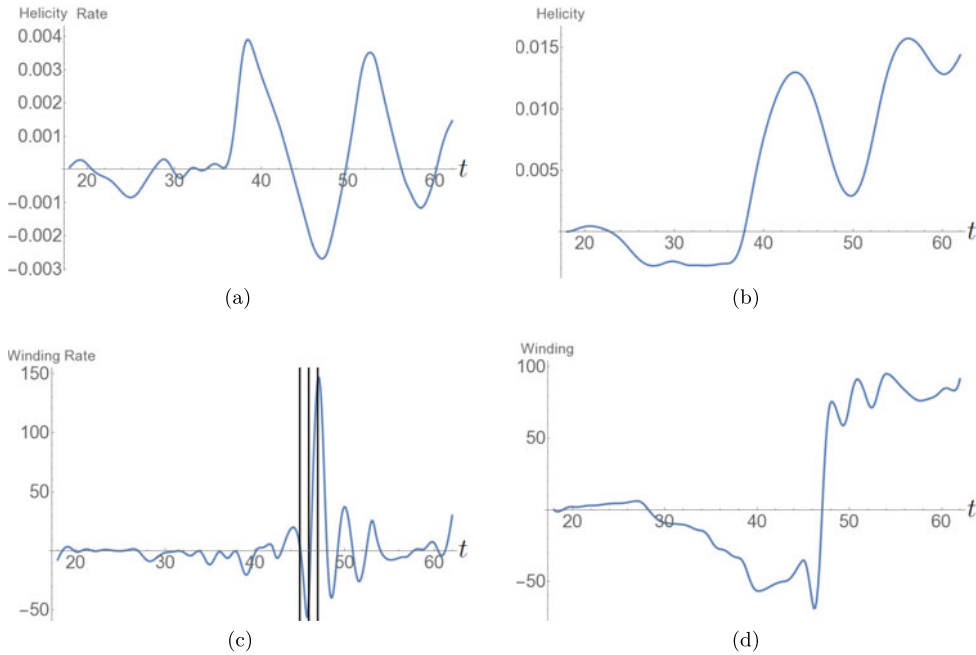 Helicity Rate
0.004
0.003
0.002
0.001
-0.001
-0.002
-0.003
20 30 40 50 60 t
(a)
Helicity
0.015
0.010
0.005
20 30 40 50 60 t
(b)
Winding Rate
150
100
50
-50
20 30 40 50 60 t
(c)
Winding
100
50
-50
20 30 40 50 60 t
(d)